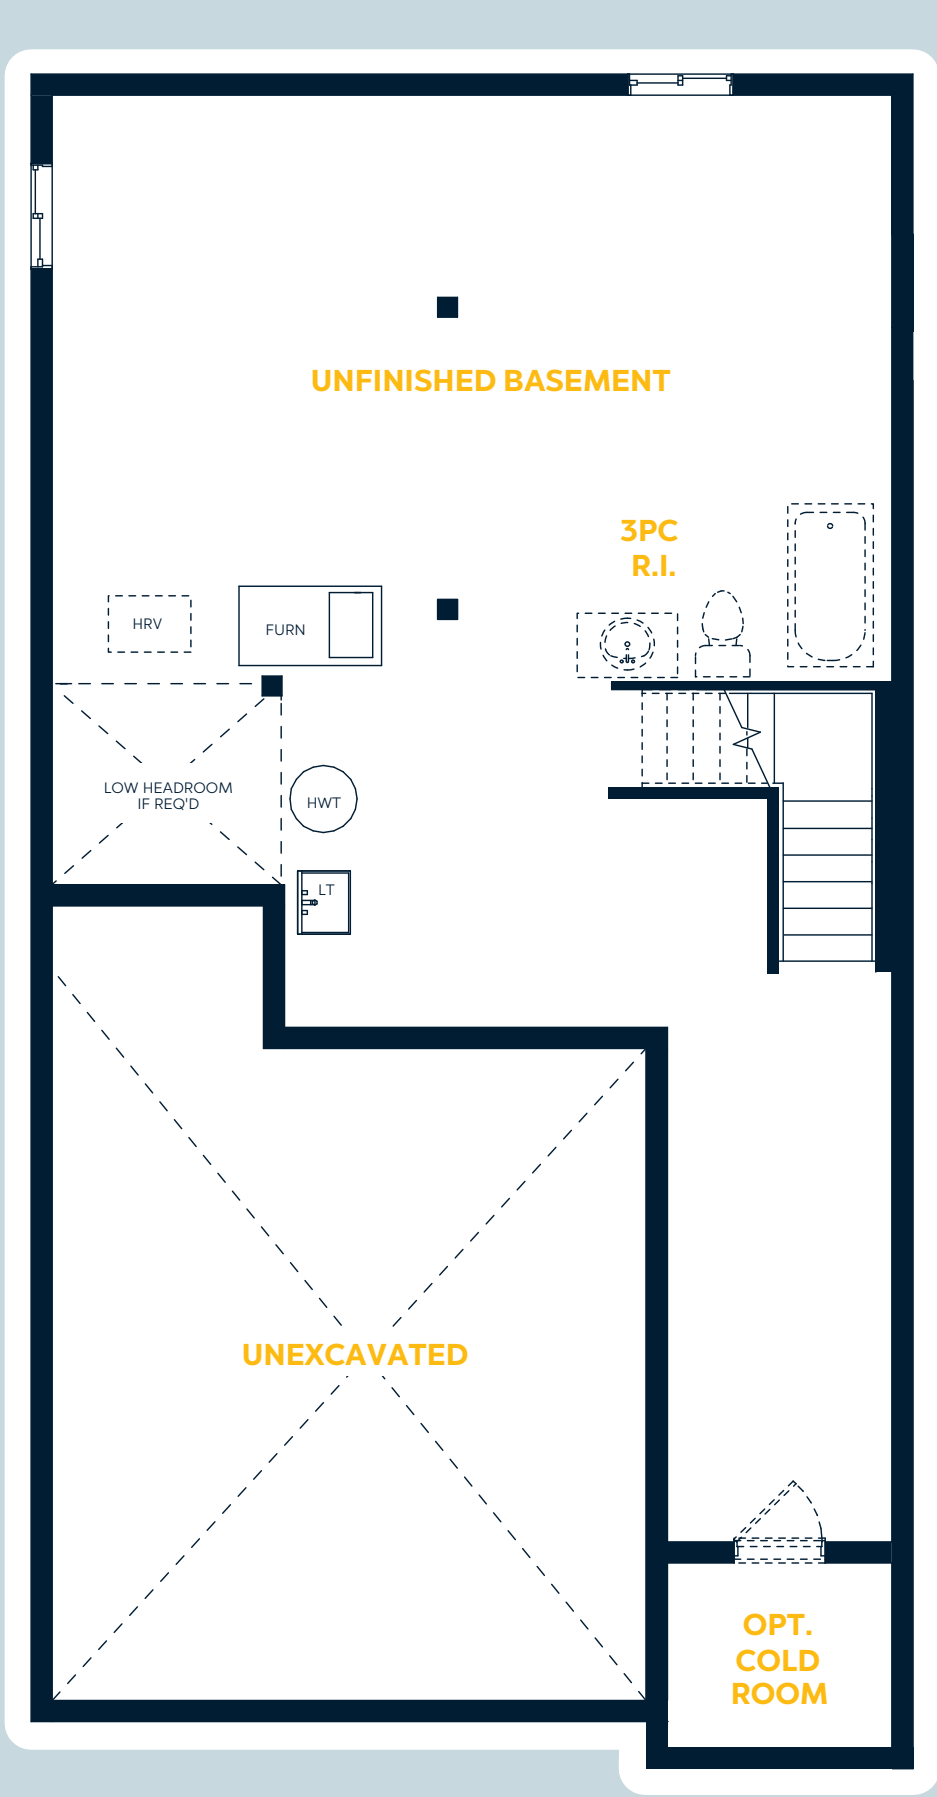 UNFINISHED BASEMENT
3PC
R.I.
HRV
FURN
LOW HEADROOM
IF REQ'D
HWT
LT
UNEXCAVATED
OPT.
COLD
ROOM